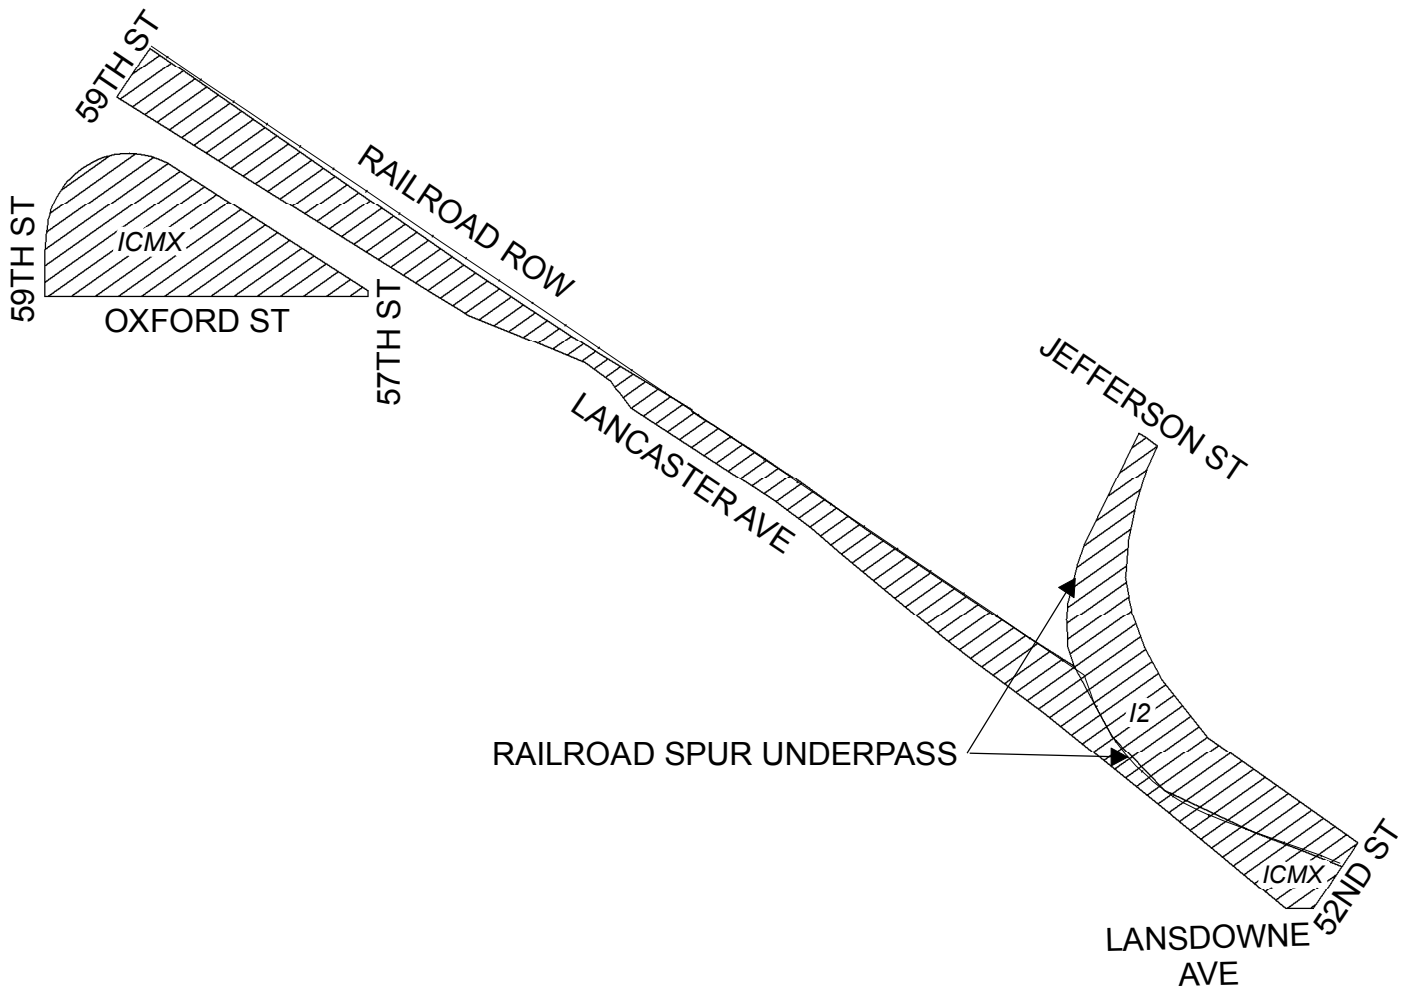 59TH ST
RAILROAD ROW
59TH ST
ICMX
OXFORD ST
57TH ST
LANCASTER AVE
JEFFERSON ST
I2
RAILROAD SPUR UNDERPASS
ICMX
52ND ST
LANSDOWNE
AVE